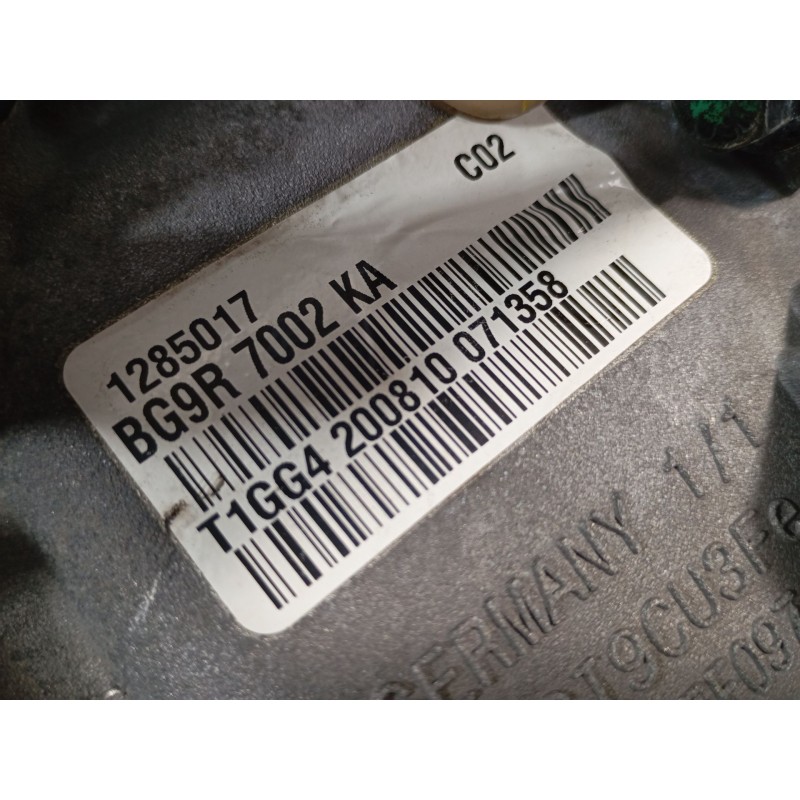 C02
1285017
BG9R 7002 KA
T1GG4 200810 071358
GERMANY 1/1